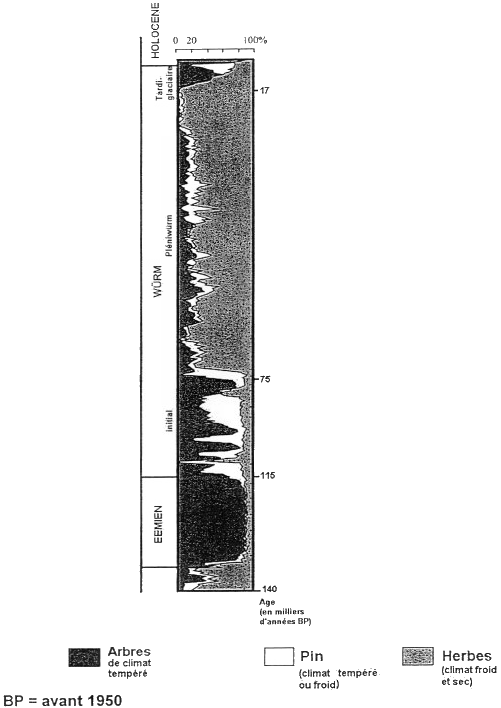 HOLOCENE
0 20 100%
Tardi-
glaciaire
17
Pléniwürm
WÜRM
75
initial
115
EEMIEN
140
Age
(en milliers
d'années BP)
Arbres
de climat
tempéré
Pin
(climat tempéré
ou froid)
Herbes
(climat froid
et sec)
BP = avant 1950